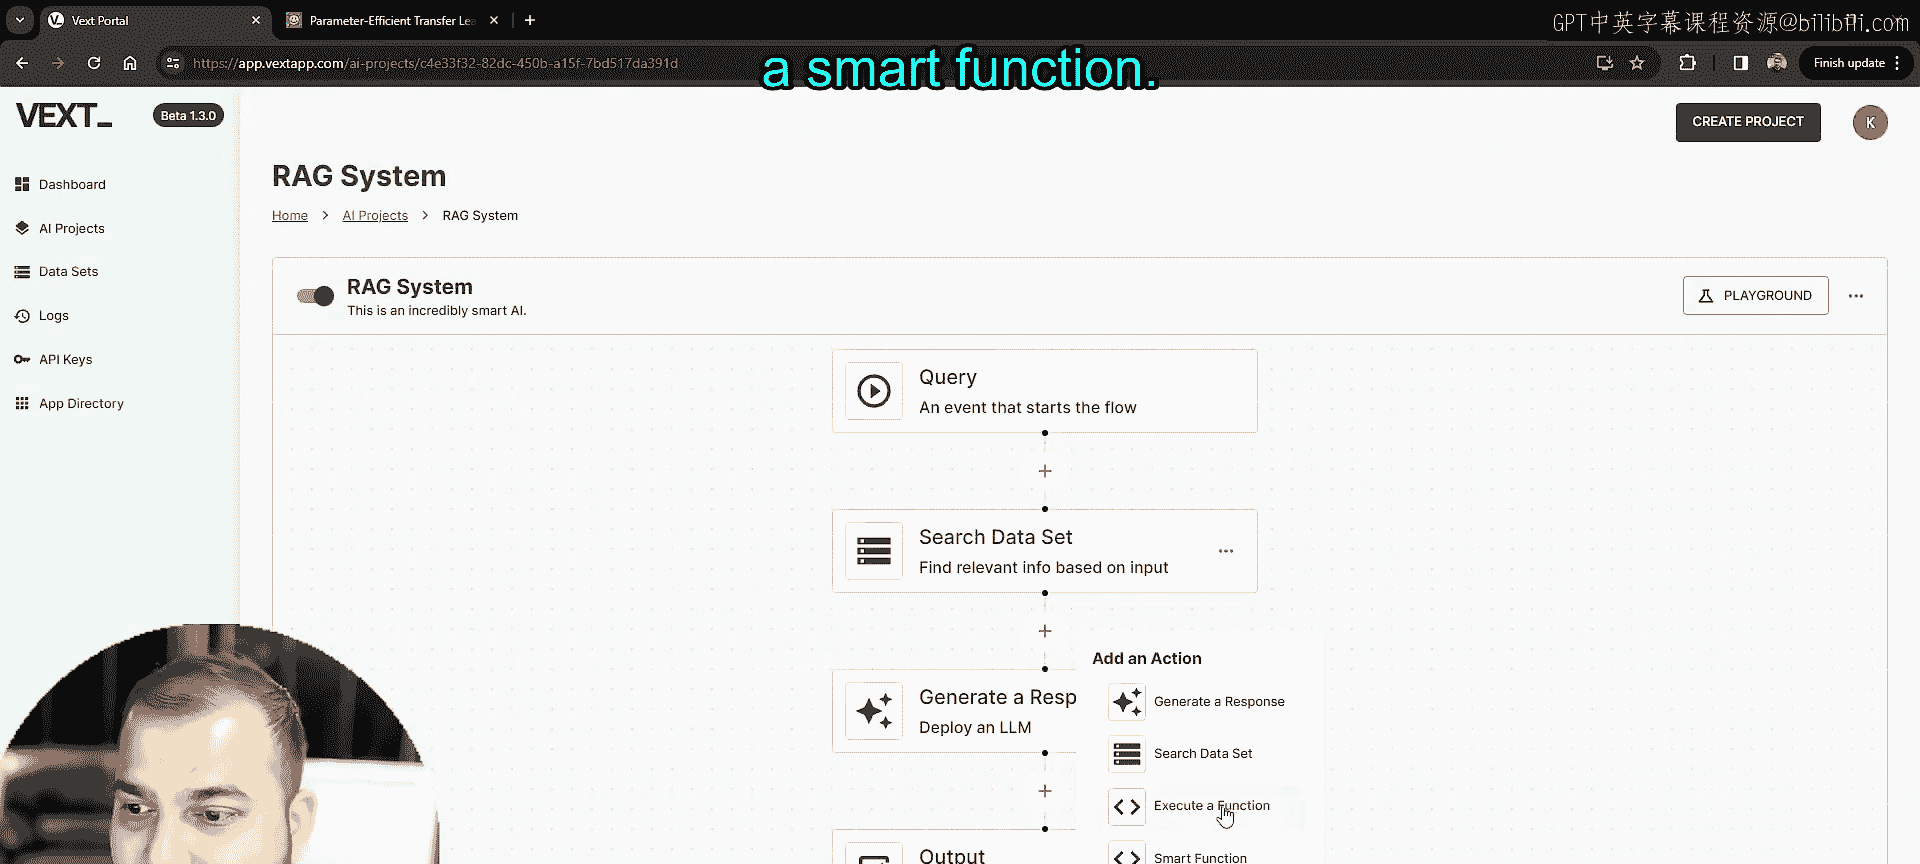 Vext Portal
Parameter-Efficient Transfer Lea
GPT中英字幕课程资源@bilibili.com
https://app.vextapp.com/ai-projects/c4e33f32-82dc-450b-a15f-7bd517da391d
Finish update
a smart function.
VEXT_
Beta 1.3.0
CREATE PROJECT
K
Dashboard
AI Projects
Data Sets
Logs
API Keys
App Directory
RAG System
Home > AI Projects > RAG System
RAG System
This is an incredibly smart AI.
PLAYGROUND
Query
An event that starts the flow
Search Data Set
Find relevant info based on input
Generate a Resp
Deploy an LLM
Output
Add an Action
Generate a Response
Search Data Set
Execute a Function
Smart Function